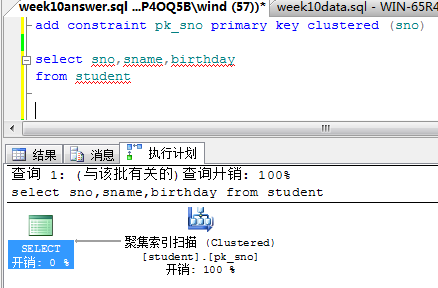 week10answer.sql ...P4OQ5B\wind (57))*
week10data.sql - WIN-65R4
add constraint pk_sno primary key clustered (sno)
select sno,sname,birthday
from student
结果
消息
执行计划
查询 1: (与该批有关的)查询开销: 100%
select sno,sname,birthday from student
SELECT
开销: 0 %
聚集索引扫描 (Clustered)
[student].[pk_sno]
开销: 100 %